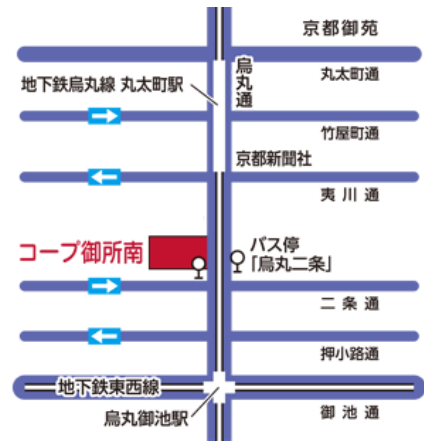 京都御苑
丸太町通
烏丸通
地下鉄烏丸線 丸太町駅
竹屋町通
京都新聞社
夷川通
コープ御所南
バス停
「烏丸二条」
二条通
押小路通
地下鉄東西線
烏丸御池駅
御池通